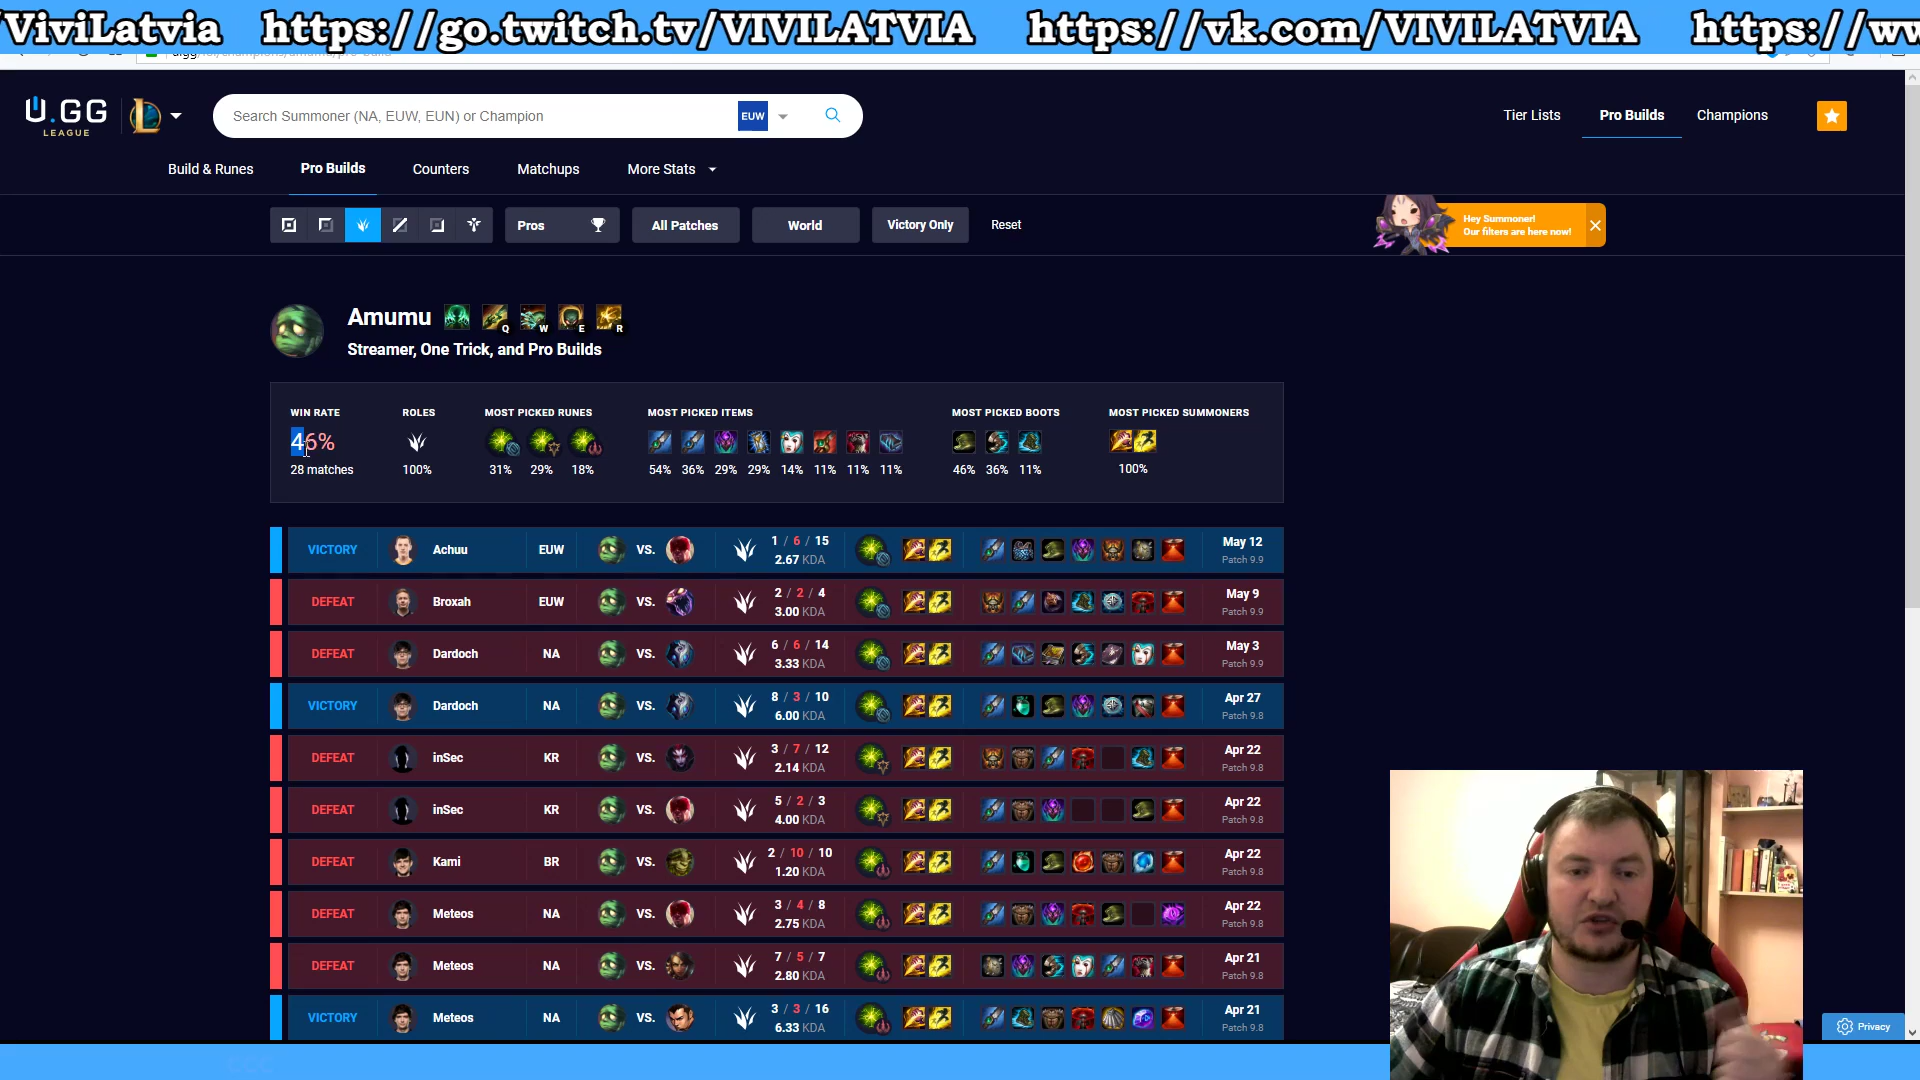 /ViviLatvia https://go.twitch.tv/VIVILATVIA https://vk.com/VIVILATVIA https://ww
U.GG
LEAGUE
Search Summoner (NA, EUW, EUN) or Champion
EUW
Tier Lists
Pro Builds
Champions
Build & Runes
Pro Builds
Counters
Matchups
More Stats
Pros
All Patches
World
Victory Only
Reset
Hey Summoner!
Our filters are here now!
Amumu
Q
W
E
R
Streamer, One Trick, and Pro Builds
WIN RATE
ROLES
MOST PICKED RUNES
MOST PICKED ITEMS
MOST PICKED BOOTS
MOST PICKED SUMMONERS
46%
28 matches
100%
31% 29% 18%
54% 36% 29% 29% 14% 11% 11% 11%
46% 36% 11%
100%
VICTORY Achuu EUW VS. 1 / 6 / 15 May 12
2.67 KDA Patch 9.9
DEFEAT Broxah EUW VS. 2 / 2 / 4 May 9
3.00 KDA Patch 9.9
DEFEAT Dardoch NA VS. 6 / 6 / 14 May 3
3.33 KDA Patch 9.9
VICTORY Dardoch NA VS. 8 / 3 / 10 Apr 27
6.00 KDA Patch 9.8
DEFEAT inSec KR VS. 3 / 7 / 12 Apr 22
2.14 KDA Patch 9.8
DEFEAT inSec KR VS. 5 / 2 / 3 Apr 22
4.00 KDA Patch 9.8
DEFEAT Kami BR VS. 2 / 10 / 10 Apr 22
1.20 KDA Patch 9.8
DEFEAT Meteos NA VS. 3 / 4 / 8 Apr 22
2.75 KDA Patch 9.8
DEFEAT Meteos NA VS. 7 / 5 / 7 Apr 21
2.80 KDA Patch 9.8
VICTORY Meteos NA VS. 3 / 3 / 16 Apr 21
6.33 KDA Patch 9.8
Privacy